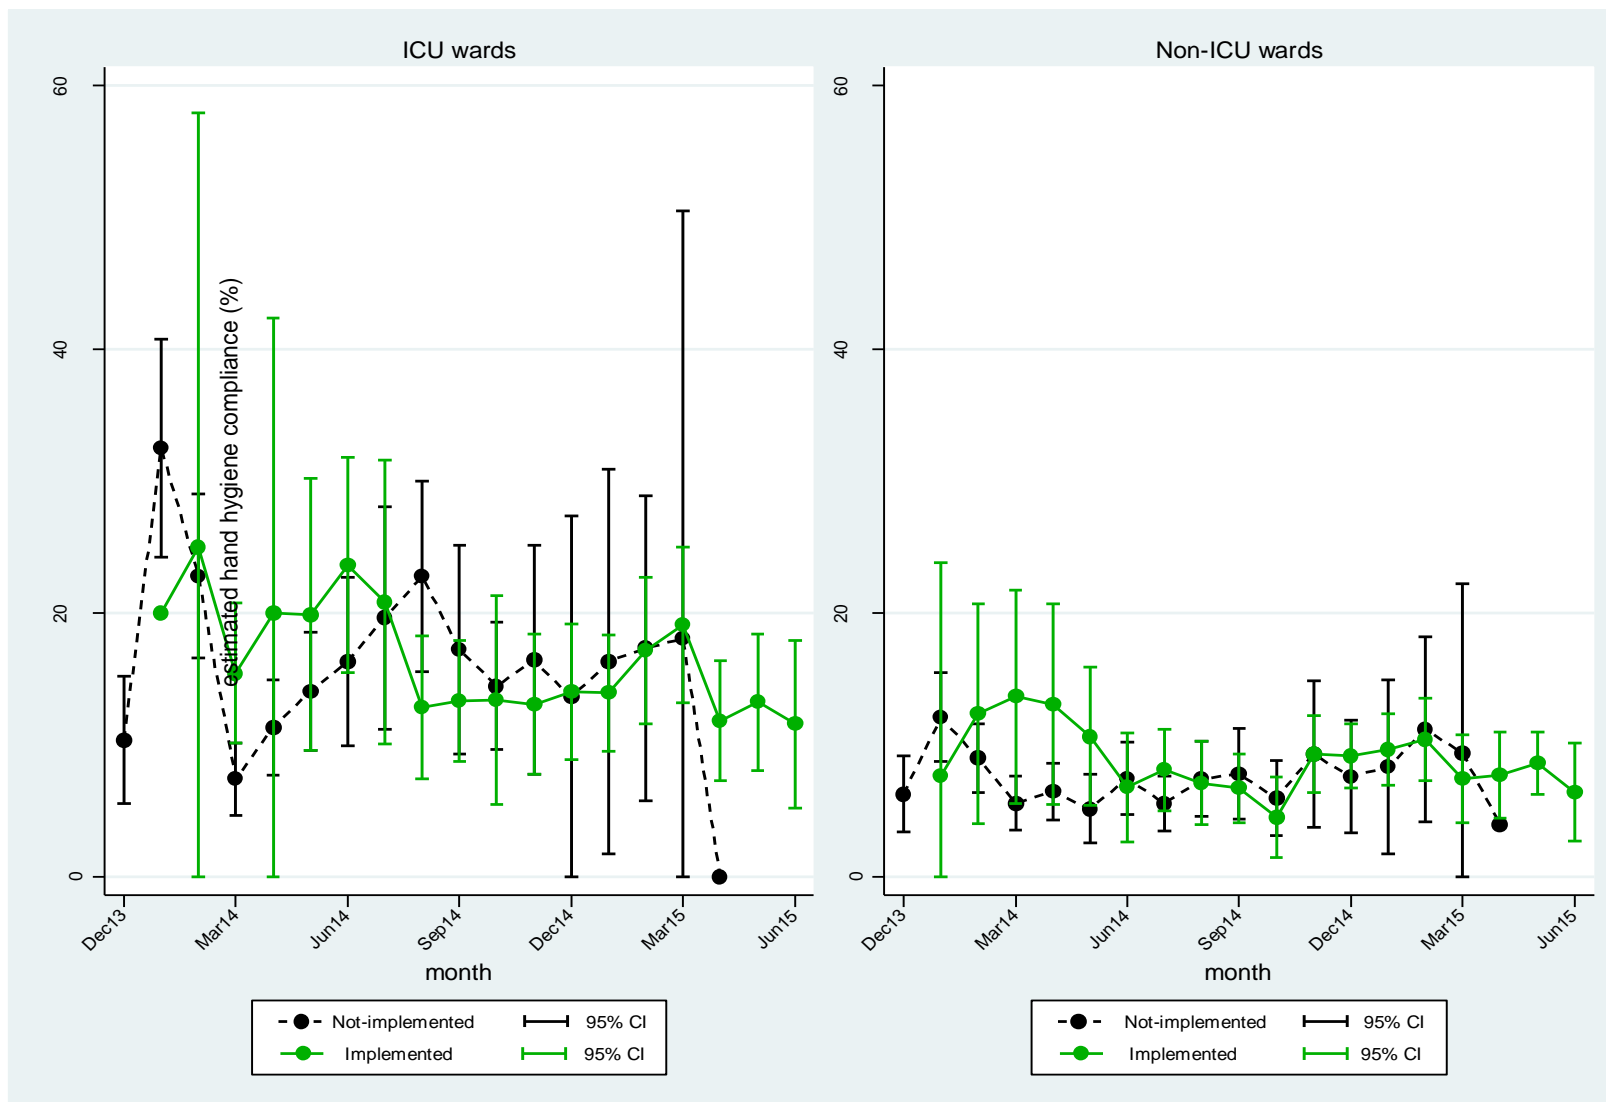 ICU wards
60
40
20
0
estimated hand hygiene compliance (%)
Dec13
Mar14
Jun14
Sep14
Dec14
Mar15
Jun15
month
Not-implemented 95% CI
Implemented 95% CI
Non-ICU wards
60
40
20
0
Dec13
Mar14
Jun14
Sep14
Dec14
Mar15
Jun15
month
Not-implemented 95% CI
Implemented 95% CI